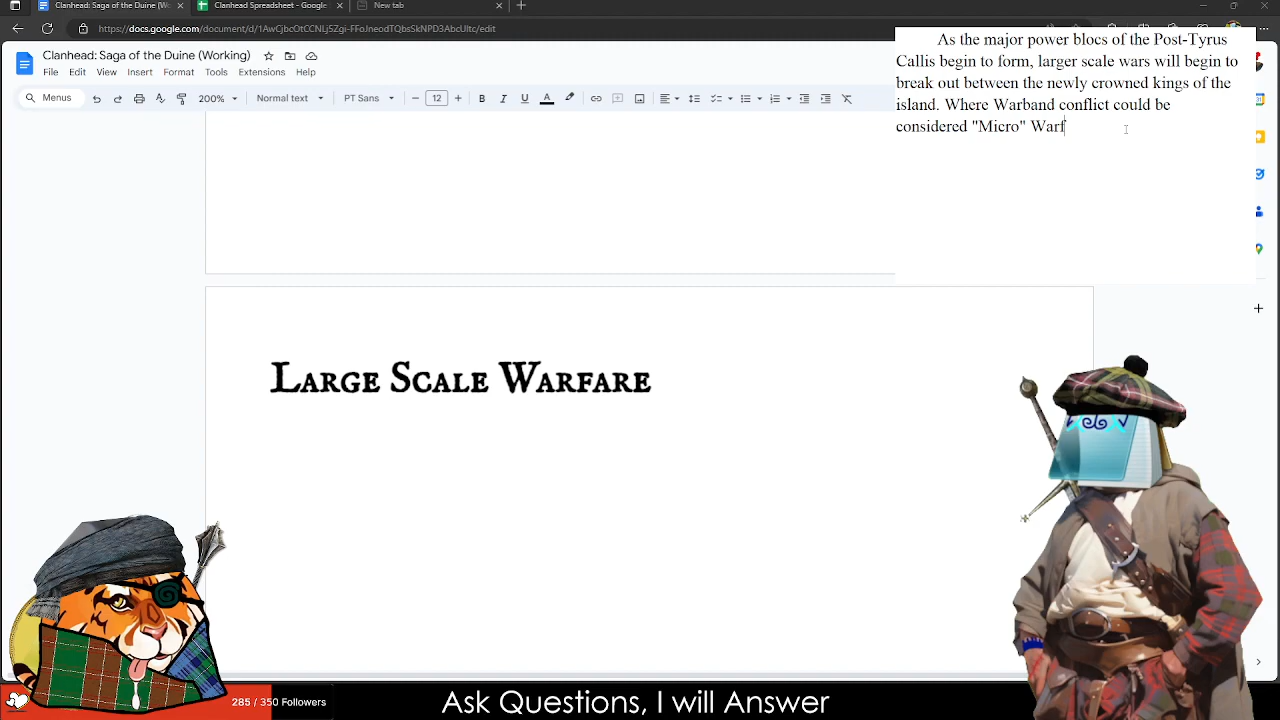 Clanhead: Saga of the Duine (Wo
Clanhead Spreadsheet - Google
New tab
https://docs.google.com/document/d/1AwCjbcOtCCNLj5Zgi-FFoJneodTQbsSkNPD3AbcUltc/edit
Clanhead: Saga of the Duine (Working)
File Edit View Insert Format Tools Extensions Help
Menus 200% Normal text PT Sans 12 B I U A
As the major power blocs of the Post-Tyrus
Callis begin to form, larger scale wars will begin to
break out between the newly crowned kings of the
island. Where Warband conflict could be
considered "Micro" Warf
Large Scale Warfare
285 / 350 Followers
Ask Questions, I will Answer